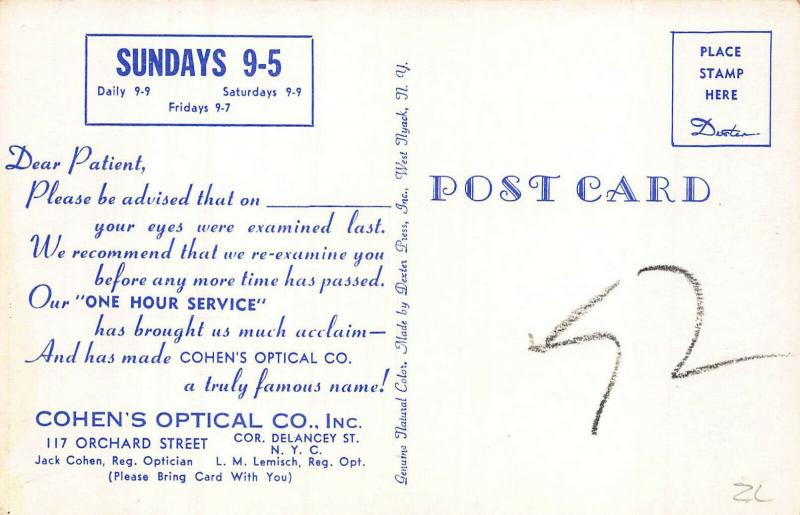 SUNDAYS 9-5
Daily 9-9 Saturdays 9-9
Fridays 9-7
Dear Patient,
Please be advised that on ____________
your eyes were examined last.
We recommend that we re-examine you
before any more time has passed.
Our "ONE HOUR SERVICE"
has brought us much acclaim—
And has made COHEN'S OPTICAL CO.
a truly famous name!
COHEN'S OPTICAL CO., INC.
117 ORCHARD STREET COR. DELANCEY ST.
N. Y. C.
Jack Cohen, Reg. Optician L. M. Lemisch, Reg. Opt.
(Please Bring Card With You)
Genuine Natural Color. Made by Dexter Press, Inc., West Nyack, N. Y.
PLACE
STAMP
HERE
Dexter
POST CARD
52
ZL